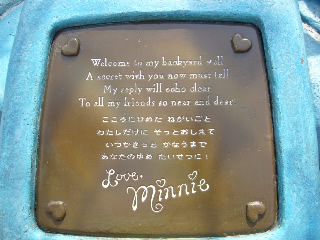 Welcome to my backyard well
A secret wish you now must tell
My reply will echo clear
To all my friends so near and dear
こころにひめた ねがいごと
わたしだけに そっとおしえて
いつかきっと かなうまで
あなたのゆめ たいせつに!
Love,
Minnie